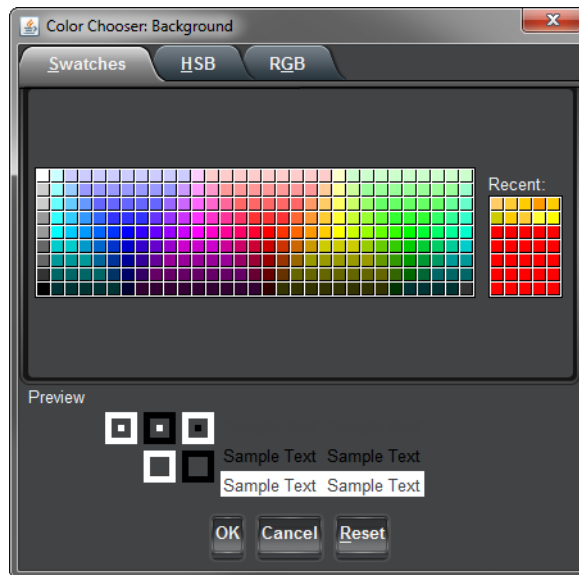 Color Chooser: Background
Swatches HSB RGB
Recent:
Preview
Sample Text Sample Text
Sample Text Sample Text
OK Cancel Reset